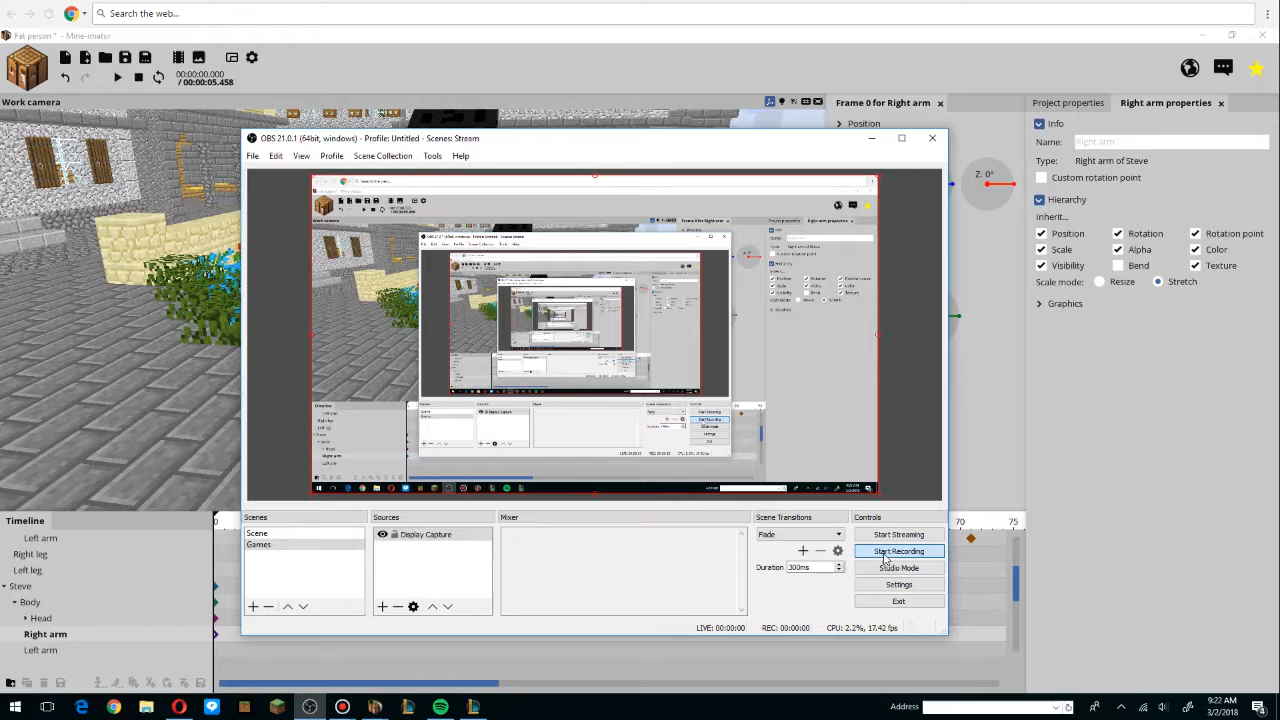 Search the web...
Fat person * - Mine-imator
00:00:00.000
/ 00:00:05.458
Work camera
Frame 0 for Right arm
Position
Z: 0°
Project properties
Right arm properties
Info
Name: Right arm
Type: Right arm of Steve
Custom rotation point
Hierarchy
Inherit...
Position Rotation Rotation point
Scale Alpha Color
Visibility Bend Texture
Scale mode: Resize Stretch
Graphics
OBS 21.0.1 (64bit, windows) - Profile: Untitled - Scenes: Stream
File Edit View Profile Scene Collection Tools Help
Scenes
Scene
Games
Sources
Display Capture
Mixer
Scene Transitions
Fade
Duration 300ms
Controls
Start Streaming
Start Recording
Studio Mode
Settings
Exit
LIVE: 00:00:00 REC: 00:00:00 CPU: 2.2%, 17.42 fps
Timeline
0 70 75
Left arm
Right leg
Left leg
Steve
Body
Head
Right arm
Left arm
Address
9:22 AM
3/2/2018
4